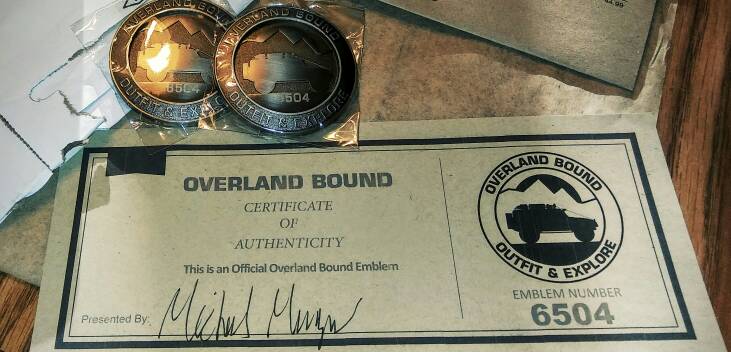 OVERLAND BOUND
6504
OUTFIT & EXPLORE
OVERLAND BOUND
6504
OUTFIT & EXPLORE
OVERLAND BOUND
CERTIFICATE
OF
AUTHENTICITY
This is an Official Overland Bound Emblem
Presented By:
OVERLAND BOUND
OUTFIT & EXPLORE
EMBLEM NUMBER
6504